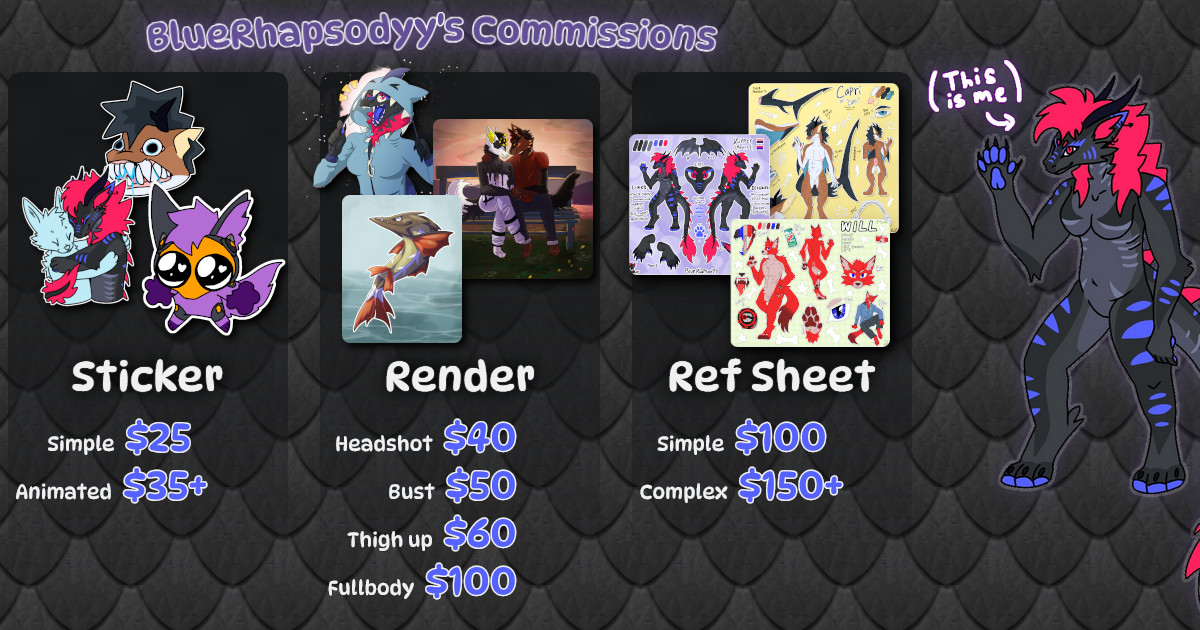 BlueRhapsodyy's Commissions
(This
is me)
Capri
WILL
Sticker
Simple $25
Animated $35+
Render
Headshot $40
Bust $50
Thigh up $60
Fullbody $100
Ref Sheet
Simple $100
Complex $150+